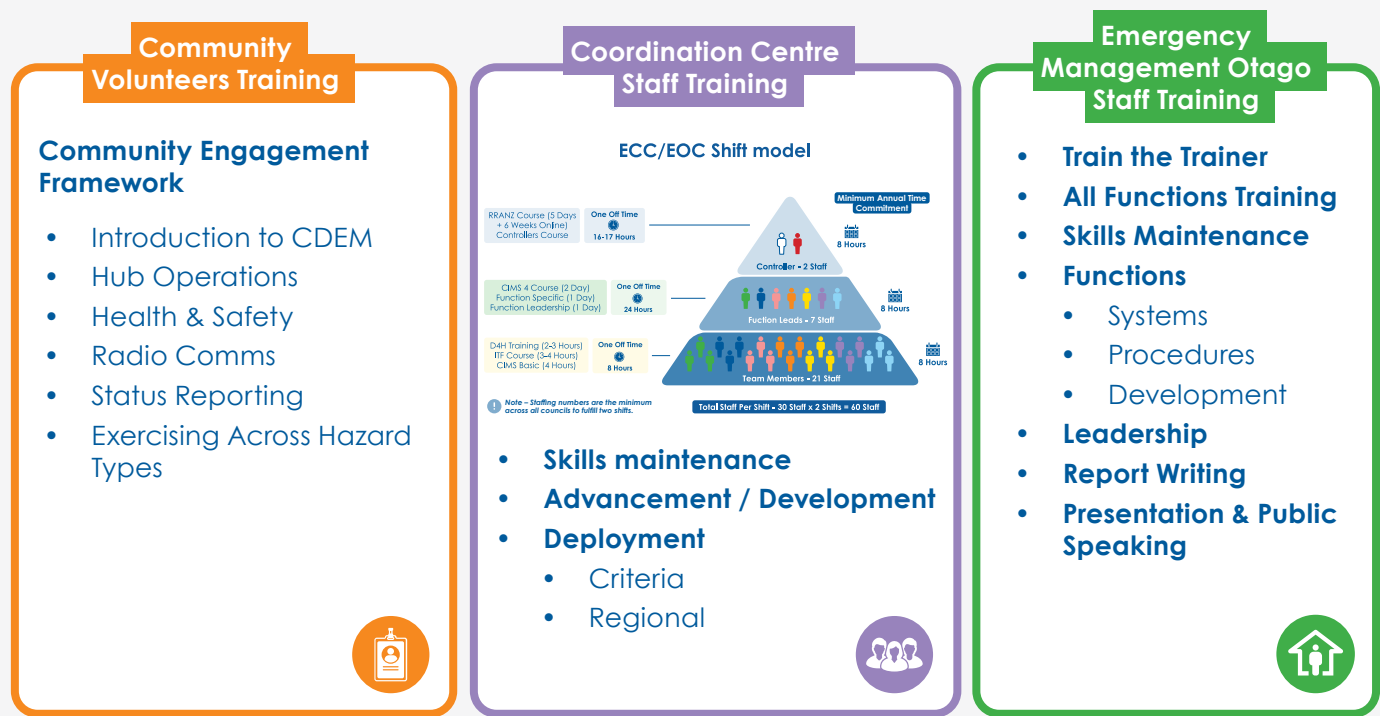 Community
Volunteers Training
Community Engagement
Framework
• Introduction to CDEM
• Hub Operations
• Health & Safety
• Radio Comms
• Status Reporting
• Exercising Across Hazard
Types
Coordination Centre
Staff Training
ECC/EOC Shift model
Minimum Annual Time
Commitment
RRANZ Course (5 Days
+ 6 Weeks Online)
Controllers Course
One Off Time
16-17 Hours
8 Hours
Controller - 2 Staff
CIMS 4 Course (2 Day)
Function Specific (1 Day)
Function Leadership (1 Day)
One Off Time
24 Hours
8 Hours
Fuction Leads - 7 Staff
D4H Training (2-3 Hours)
ITF Course (3-4 Hours)
CIMS Basic (4 Hours)
One Off Time
8 Hours
8 Hours
Team Members - 21 Staff
! Note – Staffing numbers are the minimum
across all councils to fulfill two shifts.
Total Staff Per Shift - 30 Staff x 2 Shifts = 60 Staff
• Skills maintenance
• Advancement / Development
• Deployment
• Criteria
• Regional
Emergency
Management Otago
Staff Training
• Train the Trainer
• All Functions Training
• Skills Maintenance
• Functions
• Systems
• Procedures
• Development
• Leadership
• Report Writing
• Presentation & Public
Speaking